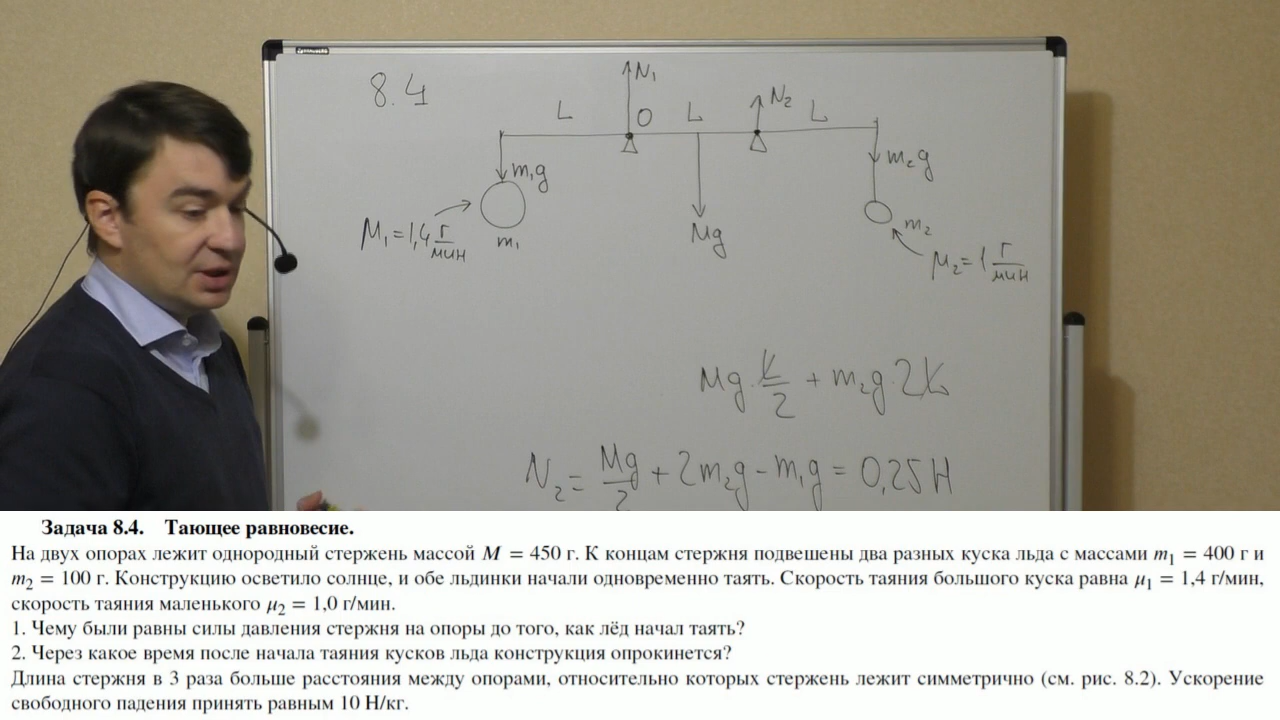 8.4
N₁
L O L N₂ L
m₁g
m₂g
M₁=1,4 г/мин
m₁
Mg
m₂
M₂=1 г/мин
Mg · L/2 + m₂g · 2L
N₂ = Mg/2 + 2m₂g - m₁g = 0,25H
Задача 8.4. Тающее равновесие.
На двух опорах лежит однородный стержень массой M = 450 г. К концам стержня подвешены два разных куска льда с массами m₁ = 400 г и
m₂ = 100 г. Конструкцию осветило солнце, и обе льдинки начали одновременно таять. Скорость таяния большого куска равна μ₁ = 1,4 г/мин,
скорость таяния маленького μ₂ = 1,0 г/мин.
1. Чему были равны силы давления стержня на опоры до того, как лёд начал таять?
2. Через какое время после начала таяния кусков льда конструкция опрокинется?
Длина стержня в 3 раза больше расстояния между опорами, относительно которых стержень лежит симметрично (см. рис. 8.2). Ускорение
свободного падения принять равным 10 Н/кг.